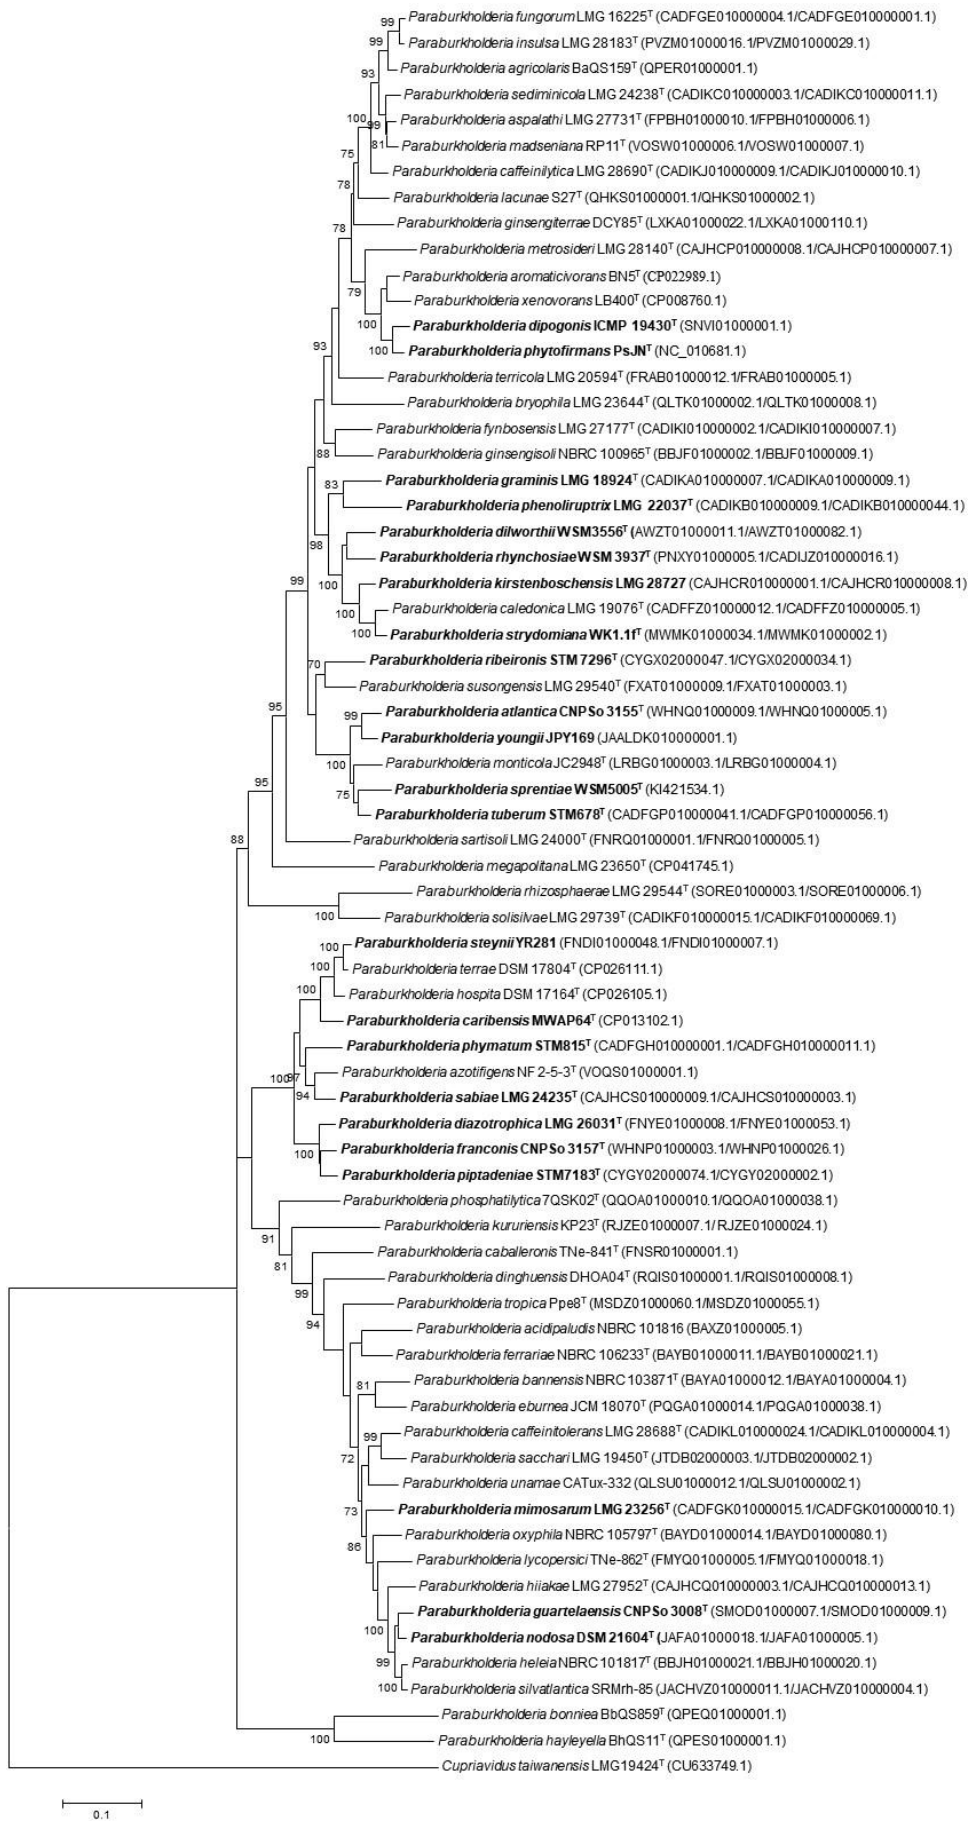 Paraburkholderia fungorum LMG 16225ᵀ (CADFGE010000004.1/CADFGE010000001.1)
99
Paraburkholderia insulsa LMG 28183ᵀ (PVZM01000016.1/PVZM01000029.1)
99
Paraburkholderia agricolaris BaQS159ᵀ (QPER01000001.1)
93
Paraburkholderia sediminicola LMG 24238ᵀ (CADIKC010000003.1/CADIKC010000011.1)
100
Paraburkholderia aspalathi LMG 27731ᵀ (FPBH01000010.1/FPBH01000006.1)
99
81
Paraburkholderia madseniana RP11ᵀ (VOSW01000006.1/VOSW01000007.1)
75
Paraburkholderia caffeinilytica LMG 28690ᵀ (CADIKJ010000009.1/CADIKJ010000010.1)
78
Paraburkholderia lacunae S27ᵀ (QHKS01000001.1/QHKS01000002.1)
78
Paraburkholderia ginsengiterrae DCY85ᵀ (LXKA01000022.1/LXKA01000110.1)
Paraburkholderia metrosideri LMG 28140ᵀ (CAJHCP010000008.1/CAJHCP010000007.1)
Paraburkholderia aromaticivorans BN5ᵀ (CP022989.1)
79
Paraburkholderia xenovorans LB400ᵀ (CP008760.1)
100
Paraburkholderia dipogonis ICMP 19430ᵀ (SNVI01000001.1)
100
Paraburkholderia phytofirmans PsJNᵀ (NC_010681.1)
93
Paraburkholderia terricola LMG 20594ᵀ (FRAB01000012.1/FRAB01000005.1)
Paraburkholderia bryophila LMG 23644ᵀ (QLTK01000002.1/QLTK01000008.1)
Paraburkholderia fynbosensis LMG 27177ᵀ (CADIKI010000002.1/CADIKI010000007.1)
88
Paraburkholderia ginsengisoli NBRC 100965ᵀ (BBJF01000002.1/BBJF01000009.1)
83
Paraburkholderia graminis LMG 18924ᵀ (CADIKA010000007.1/CADIKA010000009.1)
Paraburkholderia phenoliruptrix LMG 22037ᵀ (CADIKB010000009.1/CADIKB010000044.1)
98
Paraburkholderia dilworthii WSM3556ᵀ (AWZT01000011.1/AWZT01000082.1)
Paraburkholderia rhynchosiae WSM 3937ᵀ (PNXY01000005.1/CADIJZ010000016.1)
99
100
Paraburkholderia kirstenboschensis LMG 28727 (CAJHCR010000001.1/CAJHCR010000008.1)
100
Paraburkholderia caledonica LMG 19076ᵀ (CADFFZ010000012.1/CADFFZ010000005.1)
100
Paraburkholderia strydomiana WK1.1fᵀ (MWMK01000034.1/MWMK01000002.1)
70
Paraburkholderia ribeironis STM 7296ᵀ (CYGX02000047.1/CYGX02000034.1)
Paraburkholderia susongensis LMG 29540ᵀ (FXAT01000009.1/FXAT01000003.1)
95
99
Paraburkholderia atlantica CNPSo 3155ᵀ (WHNQ01000009.1/WHNQ01000005.1)
Paraburkholderia youngii JPY169 (JAALDK010000001.1)
100
Paraburkholderia monticola JC2948ᵀ (LRBG01000003.1/LRBG01000004.1)
95
75
Paraburkholderia sprentiae WSM5005ᵀ (KI421534.1)
Paraburkholderia tuberum STM678ᵀ (CADFGP010000041.1/CADFGP010000056.1)
88
Paraburkholderia sartisoli LMG 24000ᵀ (FNRQ01000001.1/FNRQ01000005.1)
Paraburkholderia megapolitana LMG 23650ᵀ (CP041745.1)
Paraburkholderia rhizosphaerae LMG 29544ᵀ (SORE01000003.1/SORE01000006.1)
100
Paraburkholderia solisilvae LMG 29739ᵀ (CADIKF010000015.1/CADIKF010000069.1)
100
Paraburkholderia steynii YR281 (FNDI01000048.1/FNDI01000007.1)
100
Paraburkholderia terrae DSM 17804ᵀ (CP026111.1)
100
Paraburkholderia hospita DSM 17164ᵀ (CP026105.1)
Paraburkholderia caribensis MWAP64ᵀ (CP013102.1)
Paraburkholderia phymatum STM815ᵀ (CADFGH010000001.1/CADFGH010000011.1)
100
97
Paraburkholderia azotifigens NF 2-5-3ᵀ (VOQS01000001.1)
94
Paraburkholderia sabiae LMG 24235ᵀ (CAJHCS010000009.1/CAJHCS010000003.1)
Paraburkholderia diazotrophica LMG 26031ᵀ (FNYE01000008.1/FNYE01000053.1)
100
Paraburkholderia franconis CNPSo 3157ᵀ (WHNP01000003.1/WHNP01000026.1)
Paraburkholderia piptadeniae STM7183ᵀ (CYGY02000074.1/CYGY02000002.1)
Paraburkholderia phosphatilytica 7QSK02ᵀ (QQOA01000010.1/QQOA01000038.1)
91
Paraburkholderia kururiensis KP23ᵀ (RJZE01000007.1/RJZE01000024.1)
81
Paraburkholderia caballeronis TNe-841ᵀ (FNSR01000001.1)
99
Paraburkholderia dinghuensis DHOA04ᵀ (RQIS01000001.1/RQIS01000008.1)
94
Paraburkholderia tropica Ppe8ᵀ (MSDZ01000060.1/MSDZ01000055.1)
Paraburkholderia acidipaludis NBRC 101816 (BAXZ01000005.1)
Paraburkholderia ferrariae NBRC 106233ᵀ (BAYB01000011.1/BAYB01000021.1)
81
Paraburkholderia bannensis NBRC 103871ᵀ (BAYA01000012.1/BAYA01000004.1)
Paraburkholderia eburnea JCM 18070ᵀ (PQGA01000014.1/PQGA01000038.1)
99
Paraburkholderia caffeinitolerans LMG 28688ᵀ (CADIKL010000024.1/CADIKL010000004.1)
72
Paraburkholderia sacchari LMG 19450ᵀ (JTDB02000003.1/JTDB02000002.1)
Paraburkholderia unamae CATux-332 (QLSU01000012.1/QLSU01000002.1)
73
Paraburkholderia mimosarum LMG 23256ᵀ (CADFGK010000015.1/CADFGK010000010.1)
86
Paraburkholderia oxyphila NBRC 105797ᵀ (BAYD01000014.1/BAYD01000080.1)
Paraburkholderia lycopersici TNe-862ᵀ (FMYQ01000005.1/FMYQ01000018.1)
Paraburkholderia hiiakae LMG 27952ᵀ (CAJHCQ010000003.1/CAJHCQ010000013.1)
100
Paraburkholderia guartelaensis CNPSo 3008ᵀ (SMOD01000007.1/SMOD01000009.1)
Paraburkholderia nodosa DSM 21604ᵀ (JAFA01000018.1/JAFA01000005.1)
99
Paraburkholderia heleia NBRC 101817ᵀ (BBJH01000021.1/BBJH01000020.1)
100
Paraburkholderia silvatlantica SRMrh-85 (JACHVZ010000011.1/JACHVZ010000004.1)
Paraburkholderia bonniea BbQS859ᵀ (QPEQ01000001.1)
100
Paraburkholderia hayleyella BhQS11ᵀ (QPES01000001.1)
Cupriavidus taiwanensis LMG19424ᵀ (CU633749.1)
0.1